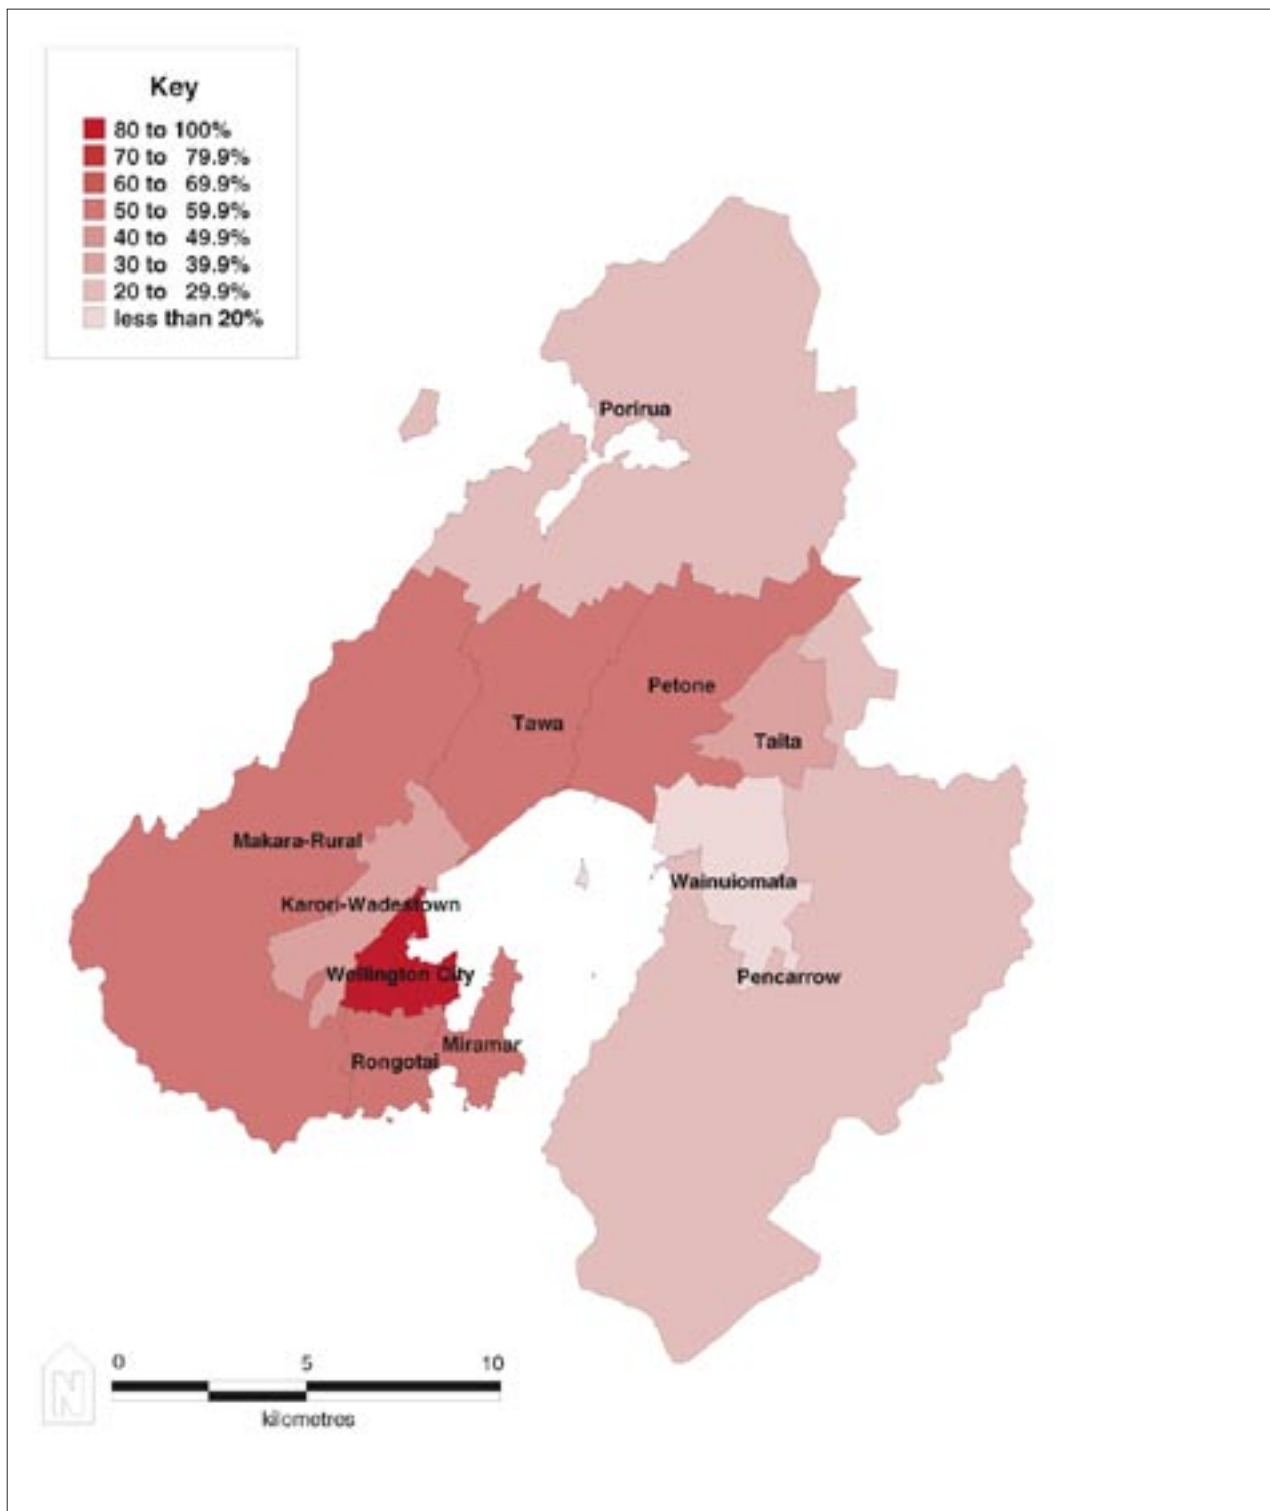 Key
80 to 100%
70 to 79.9%
60 to 69.9%
50 to 59.9%
40 to 49.9%
30 to 39.9%
20 to 29.9%
less than 20%
Porirua
Petone
Tawa
Taita
Makara-Rural
Wainuiomata
Karori-Wadestown
Wellington City
Pencarrow
Miramar
Rongotai
0 5 10
kilometres
N